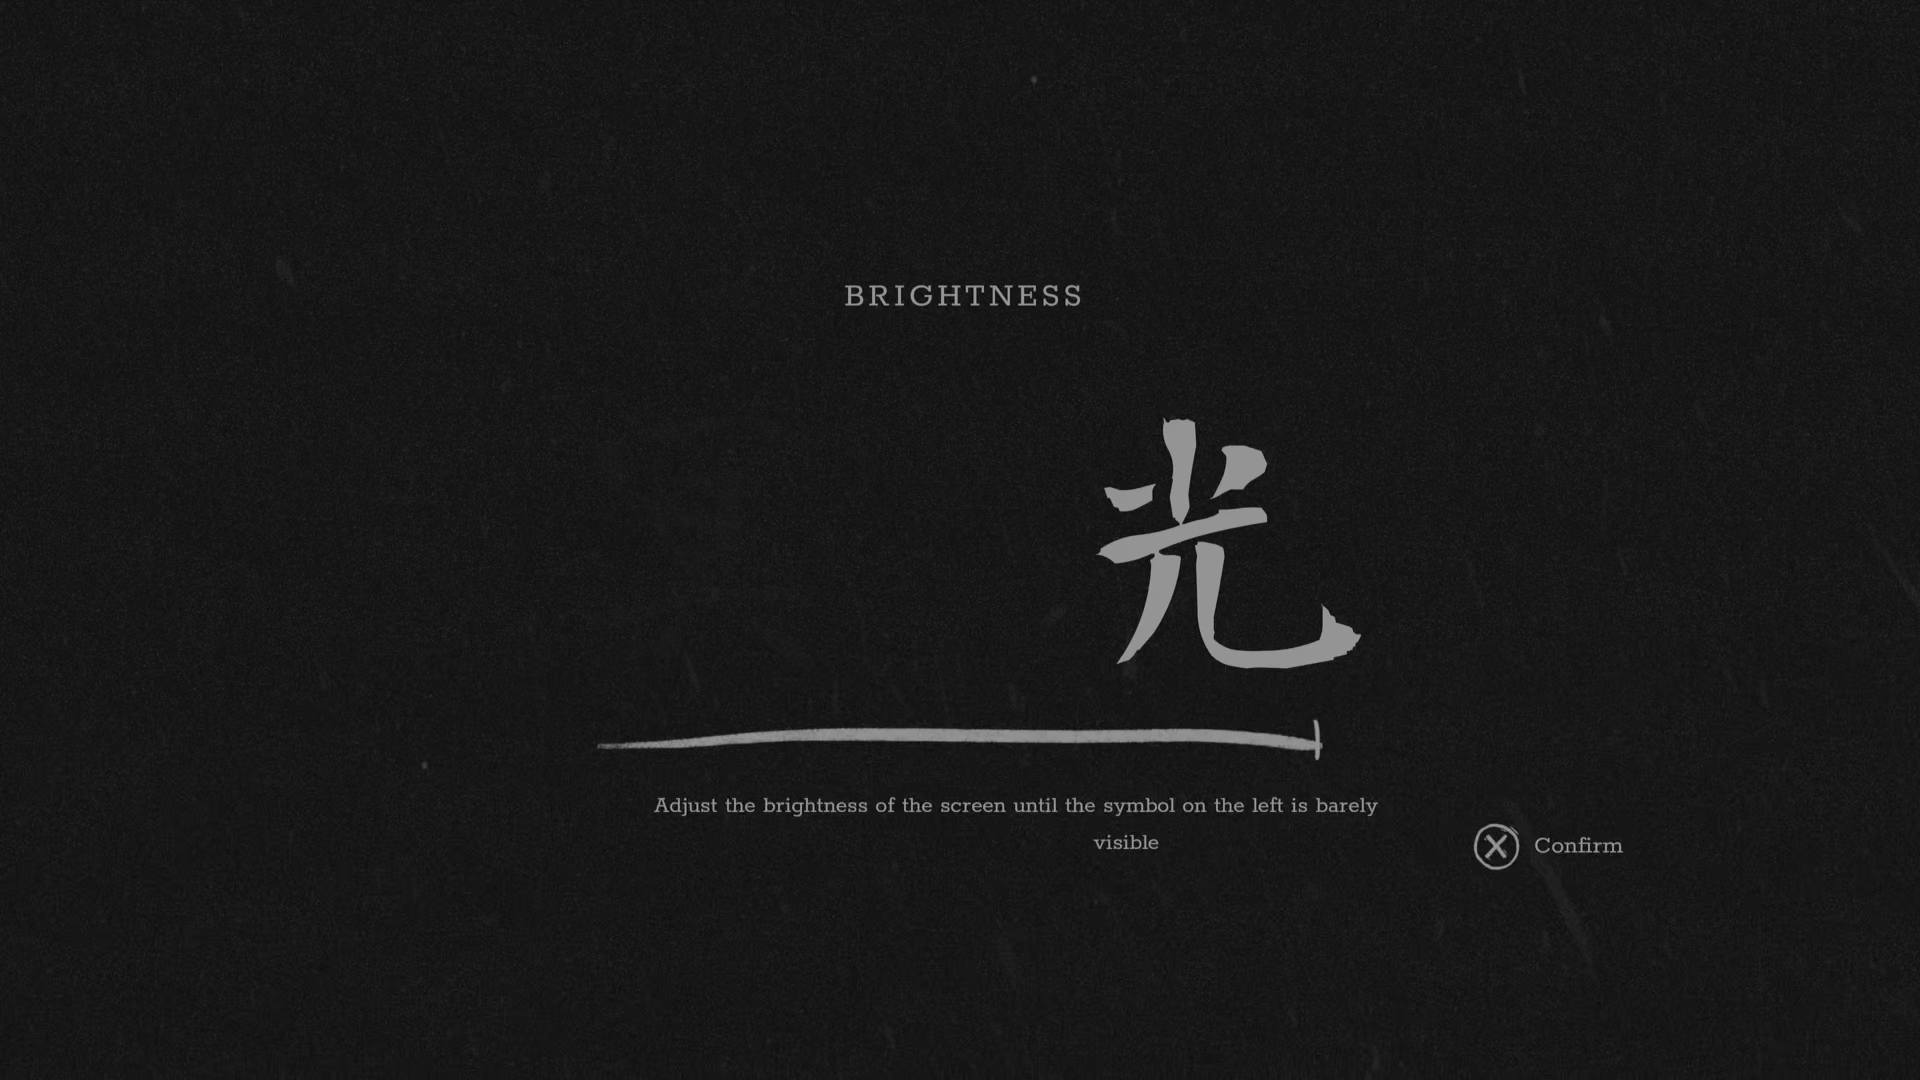 BRIGHTNESS
光
Adjust the brightness of the screen until the symbol on the left is barely
visible
Confirm